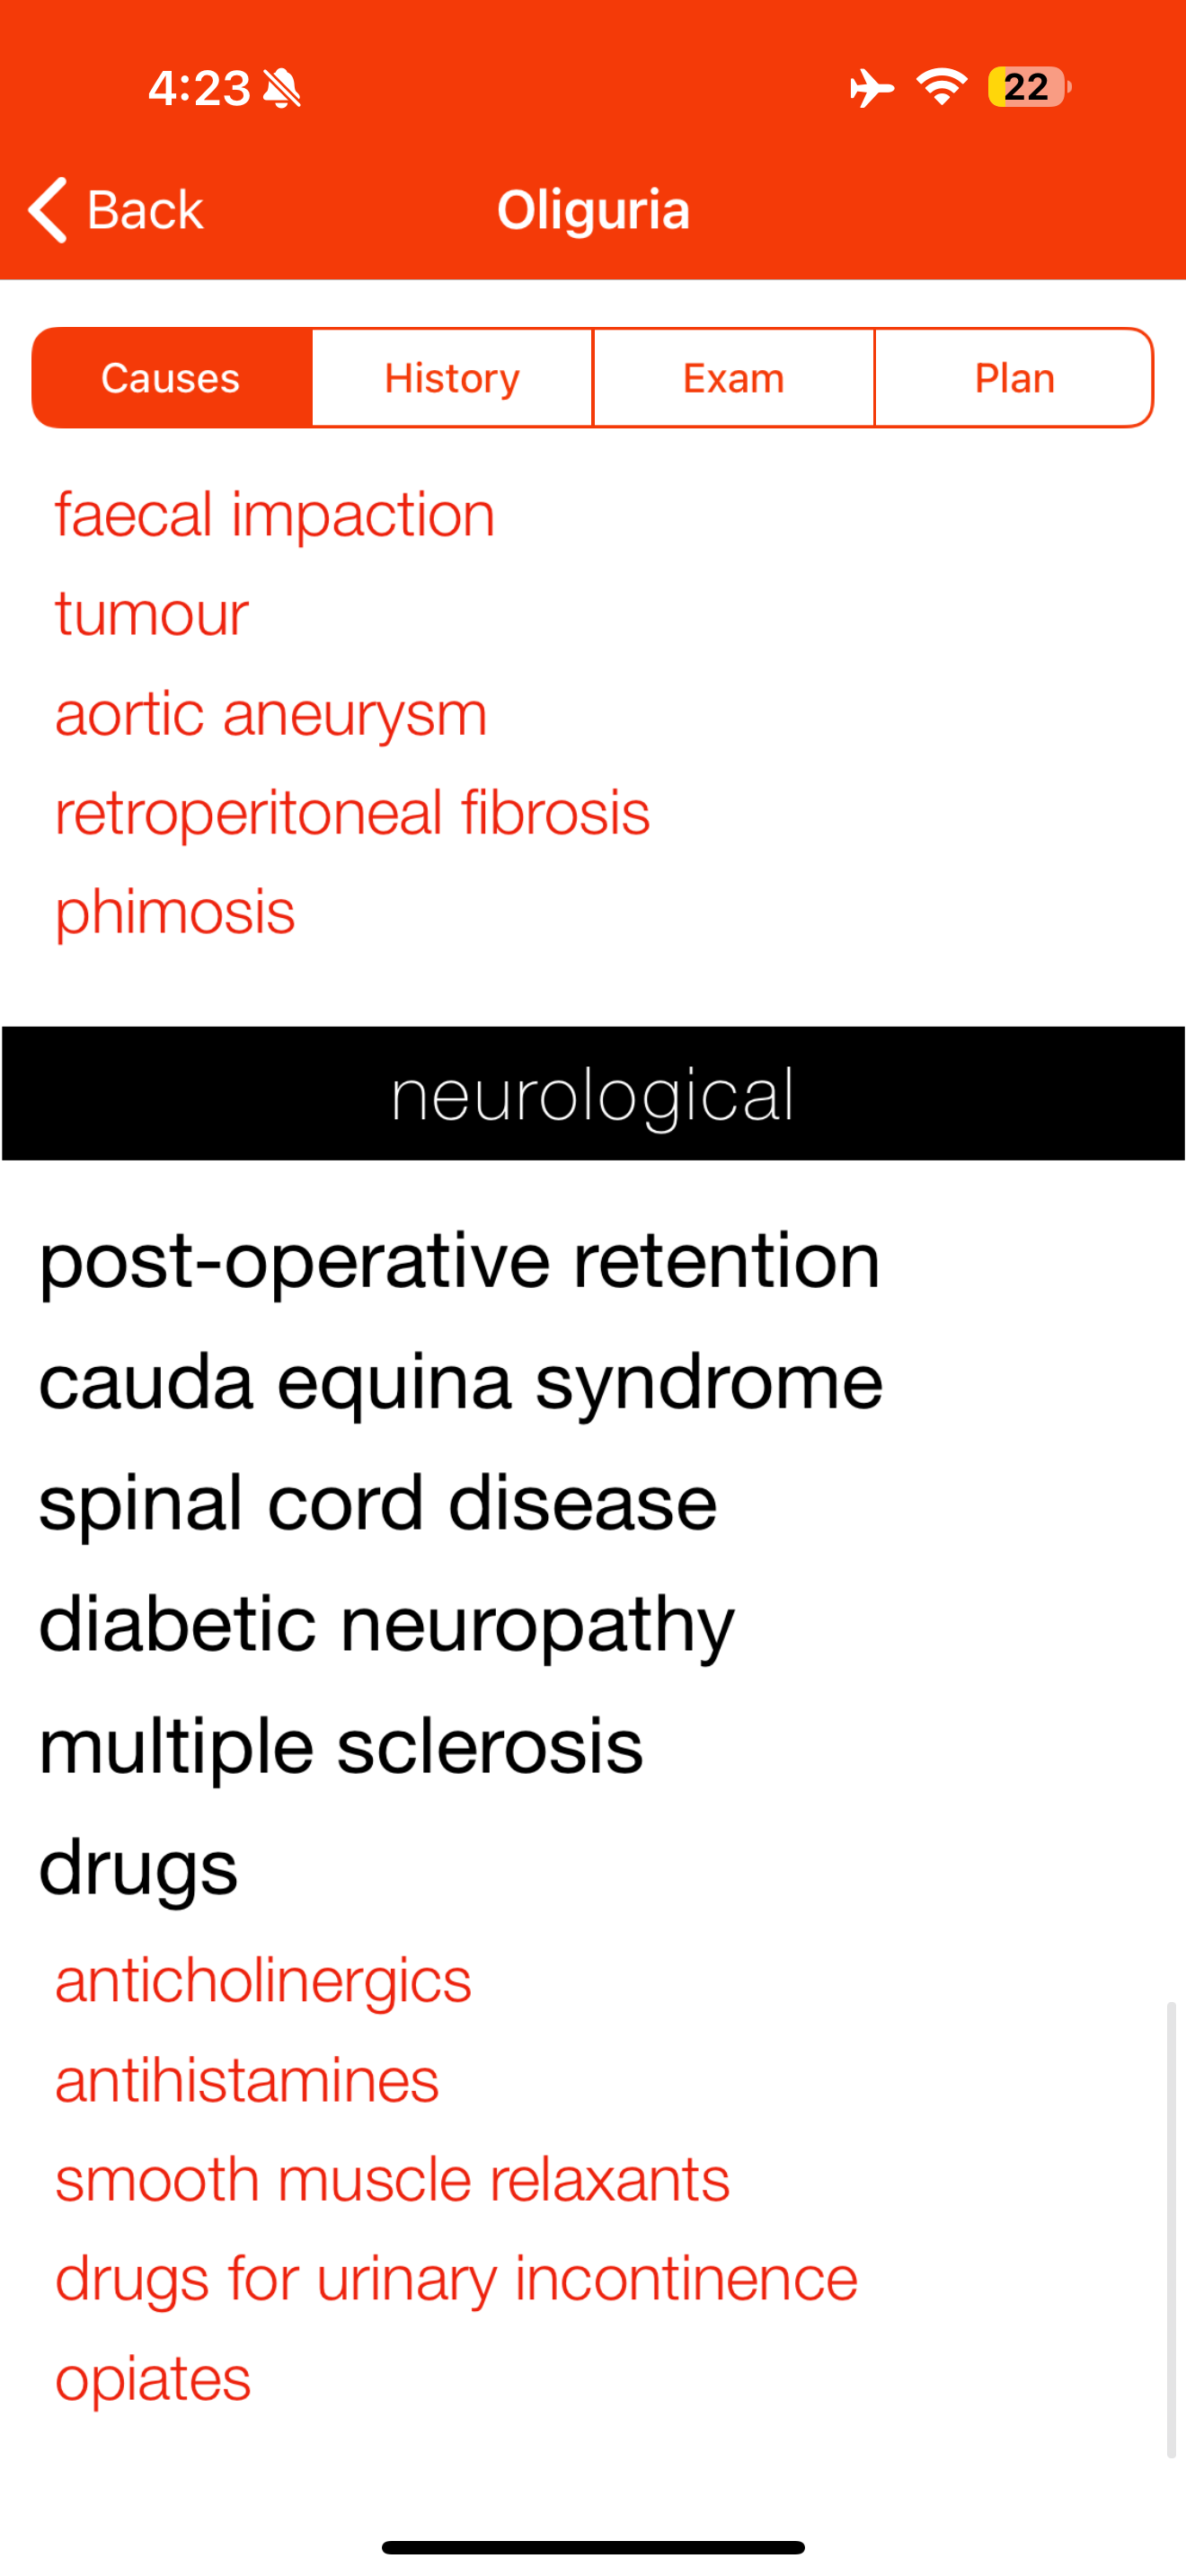 4:23
22
Back
Oliguria
Causes
History
Exam
Plan
faecal impaction
tumour
aortic aneurysm
retroperitoneal fibrosis
phimosis
neurological
post-operative retention
cauda equina syndrome
spinal cord disease
diabetic neuropathy
multiple sclerosis
drugs
anticholinergics
antihistamines
smooth muscle relaxants
drugs for urinary incontinence
opiates